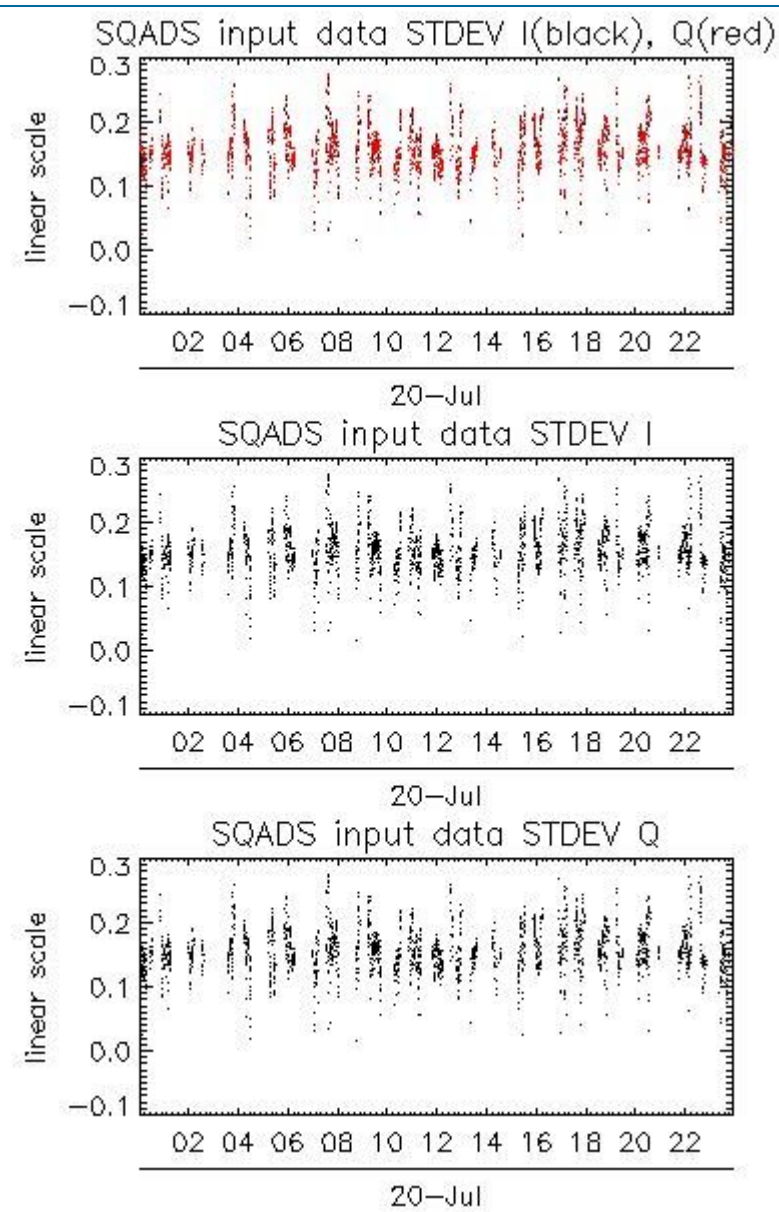 SQADS input data STDEV I(black), Q(red)
0.3
0.2
0.1
0.0
−0.1
linear scale
02 04 06 08 10 12 14 16 18 20 22
20−Jul
SQADS input data STDEV I
0.3
0.2
0.1
0.0
−0.1
linear scale
02 04 06 08 10 12 14 16 18 20 22
20−Jul
SQADS input data STDEV Q
0.3
0.2
0.1
0.0
−0.1
linear scale
02 04 06 08 10 12 14 16 18 20 22
20−Jul